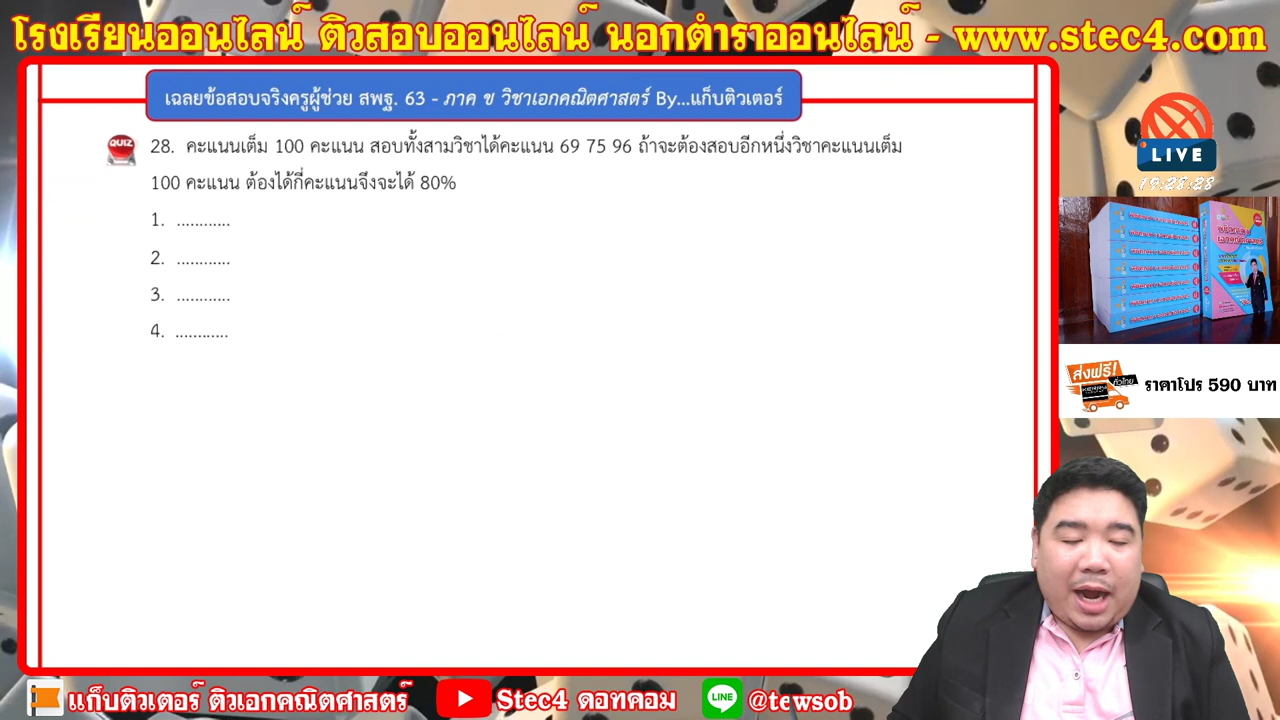 โรงเรียนออนไลน์ ติวสอบออนไลน์ นอกตำราออนไลน์ - www.stec4.com
เฉลยข้อสอบจริงครูผู้ช่วย สพฐ. 63 - ภาค ข วิชาเอกคณิตศาสตร์ By...แก็บติวเตอร์
QUIZ
28. คะแนนเต็ม 100 คะแนน สอบทั้งสามวิชาได้คะแนน 69 75 96 ถ้าจะต้องสอบอีกหนึ่งวิชาคะแนนเต็ม
100 คะแนน ต้องได้กี่คะแนนจึงจะได้ 80%
1. ............
2. ............
3. ............
4. ............
LIVE
19:28:28
ส่งฟรี!
ทั่วไทย
KERRY
ราคาโปร 590 บาท
แก็บติวเตอร์ ติวเอกคณิตศาสตร์
Stec4 ดอทคอม
LINE
@tewsob